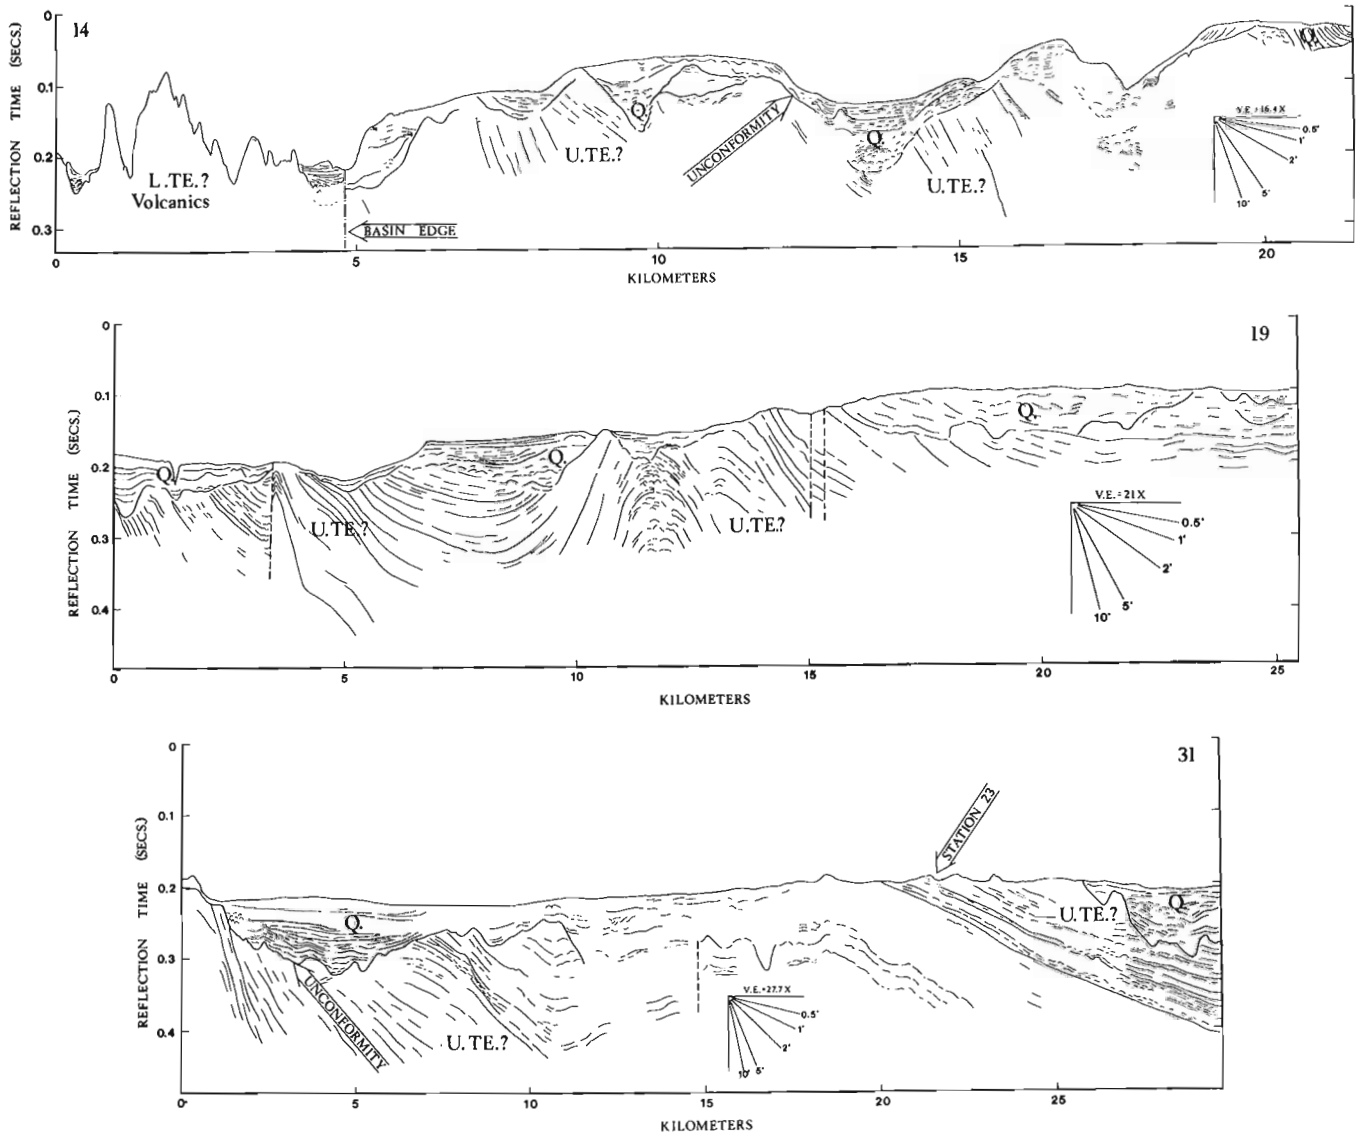 14
REFLECTION TIME (SECS.)
0
0.1
0.2
0.3
L.TE.?
Volcanics
BASIN EDGE
U.TE.?
Q.
UNCONFORMITY
Q.
U.TE.?
Q.
V.E.=16.4X
0.5°
1°
2°
5°
10°
0 5 10 15 20
KILOMETERS
19
REFLECTION TIME (SECS.)
0
0.1
0.2
0.3
0.4
Q.
U.TE.?
Q.
U.TE.?
Q.
V.E.=21X
0.5°
1°
2°
5°
10°
0 5 10 15 20 25
KILOMETERS
31
REFLECTION TIME (SECS.)
0
0.1
0.2
0.3
0.4
Q.
UNCONFORMITY
U.TE.?
STATION 23
U.TE.?
Q.
V.E.=27.7X
0.5°
1°
2°
5°
10°
0 5 10 15 20 25
KILOMETERS